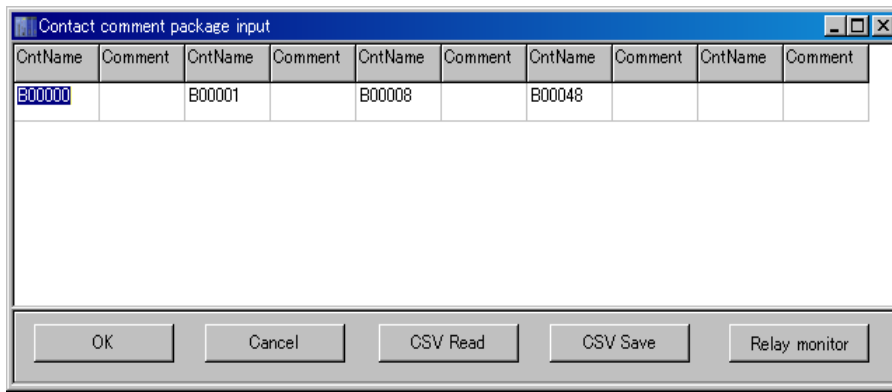 Contact comment package input
CntName Comment CntName Comment CntName Comment CntName Comment CntName Comment
B00000 B00001 B00008 B00048
OK Cancel CSV Read CSV Save Relay monitor